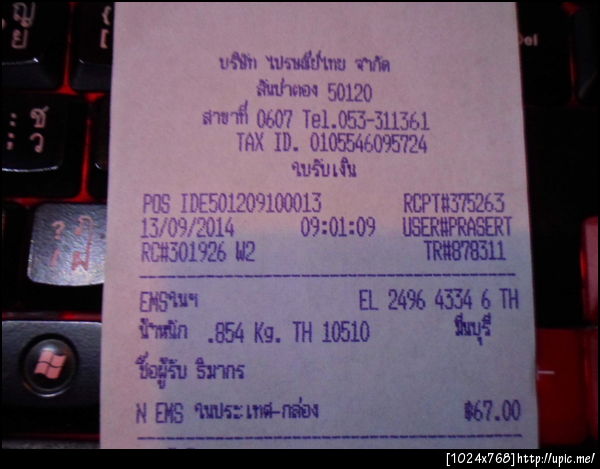 บริษัท ไปรษณีย์ไทย จำกัด
สันป่าตอง 50120
สาขาที่ 0607 Tel.053-311361
TAX ID. 0105546095724
ใบรับเงิน
POS IDE501209100013 RCPT#375263
13/09/2014 09:01:09 USER#PRASERT
RC#301926 W2 TR#878311
EMSในฯ EL 2496 4334 6 TH
น้ำหนัก .854 Kg. TH 10510 มีนบุรี
ชื่อผู้รับ ธิมากร
N EMS ในประเทศ-กล่อง ฿67.00
[1024x768]http://upic.me/